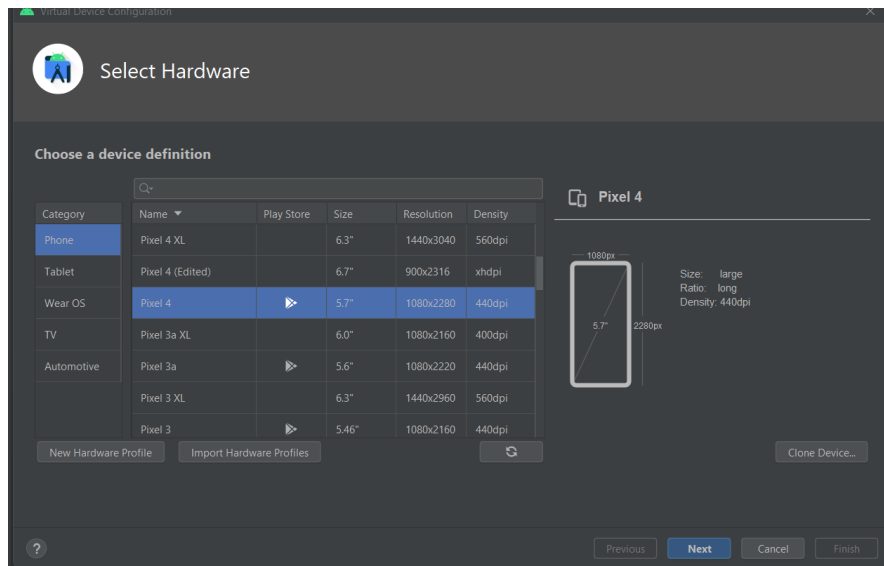 Virtual Device Configuration
Select Hardware
Choose a device definition
Category
Phone
Tablet
Wear OS
TV
Automotive
Name Play Store Size Resolution Density
Pixel 4 XL 6.3" 1440x3040 560dpi
Pixel 4 (Edited) 6.7" 900x2316 xhdpi
Pixel 4 5.7" 1080x2280 440dpi
Pixel 3a XL 6.0" 1080x2160 400dpi
Pixel 3a 5.6" 1080x2220 440dpi
Pixel 3 XL 6.3" 1440x2960 560dpi
Pixel 3 5.46" 1080x2160 440dpi
New Hardware Profile Import Hardware Profiles
Pixel 4
1080px
5.7" 2280px
Size: large
Ratio: long
Density: 440dpi
Clone Device...
? Previous Next Cancel Finish